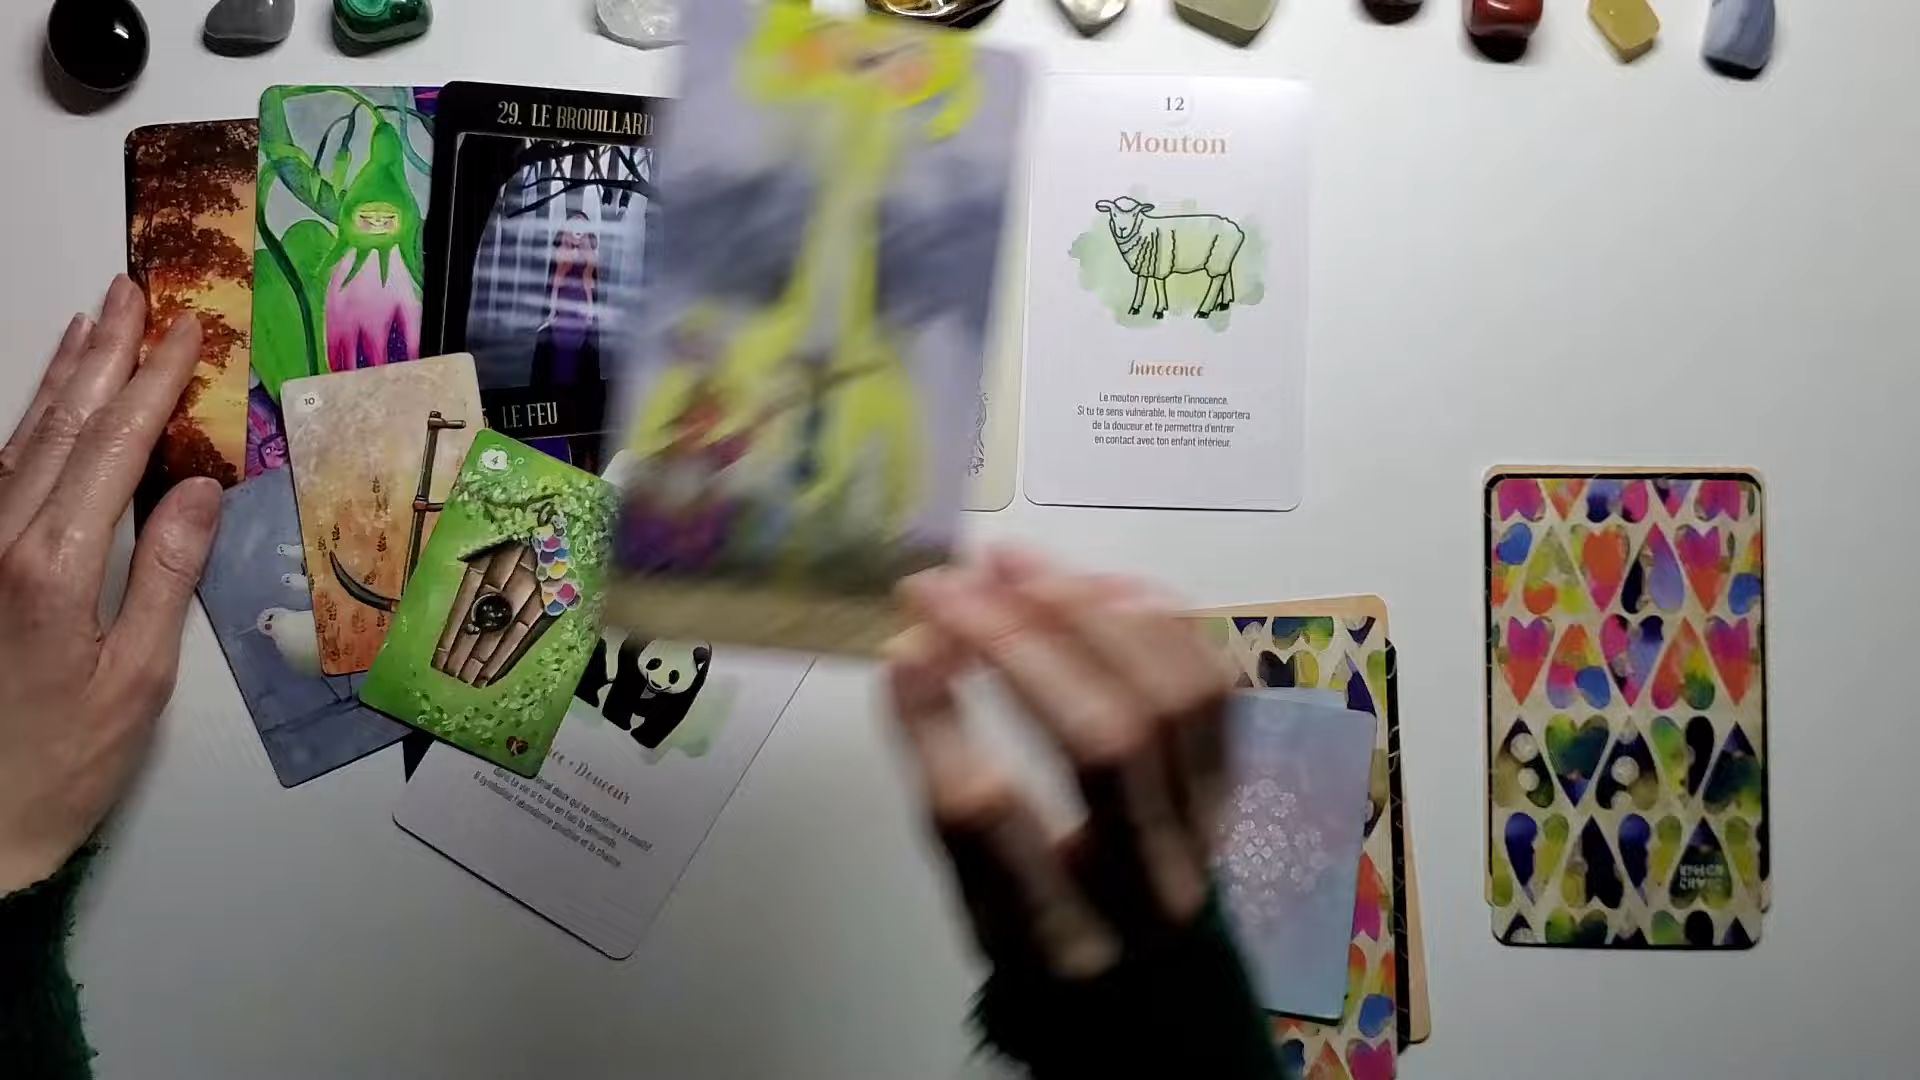 29. LE BROUILLARD
LE FEU
12
Mouton
Innocence
Le mouton représente l'innocence.
Si tu te sens vulnérable, le mouton t'apportera
de la douceur et te permettra d'entrer
en contact avec ton enfant intérieur.
10
4
Douceur